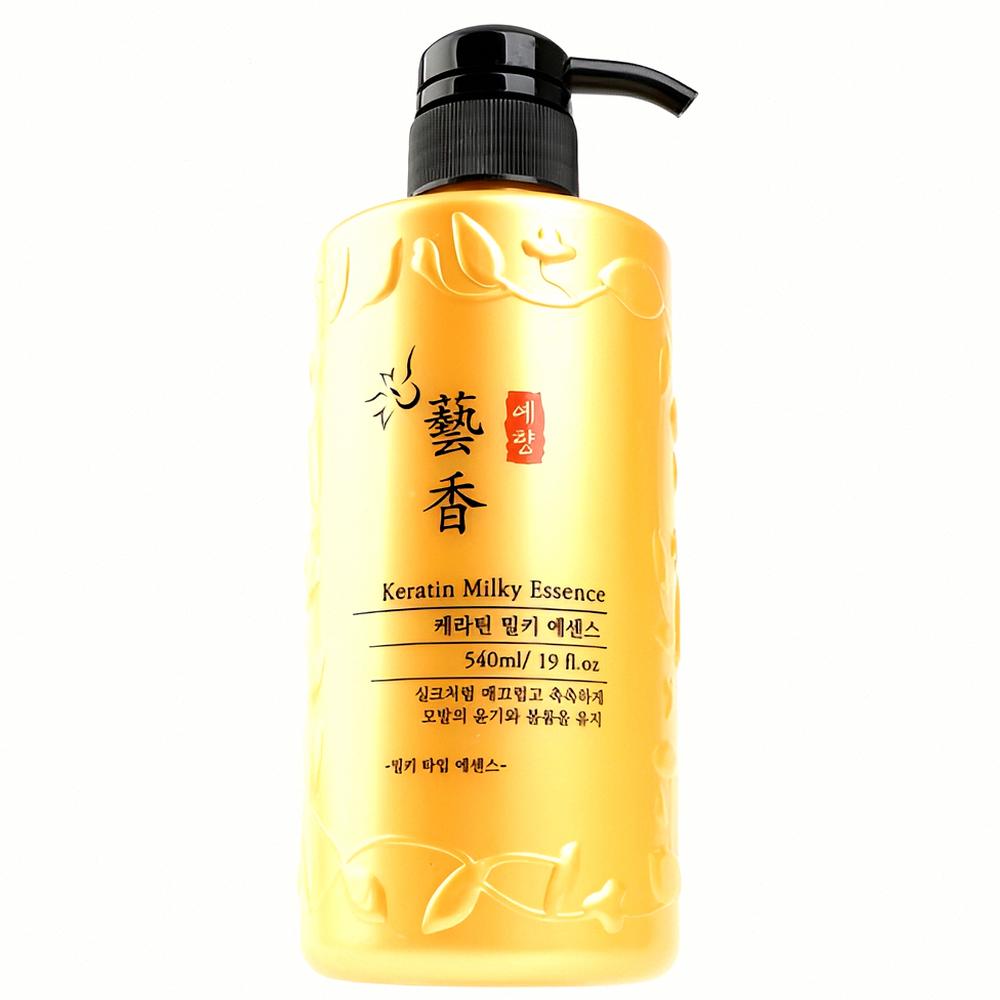 藝香
예향
Keratin Milky Essence
케라틴 밀키 에센스
540ml/ 19 fl.oz
실크처럼 매끄럽고 촉촉하게
모발의 윤기와 볼륨을 유지
-밀키 타입 에센스-